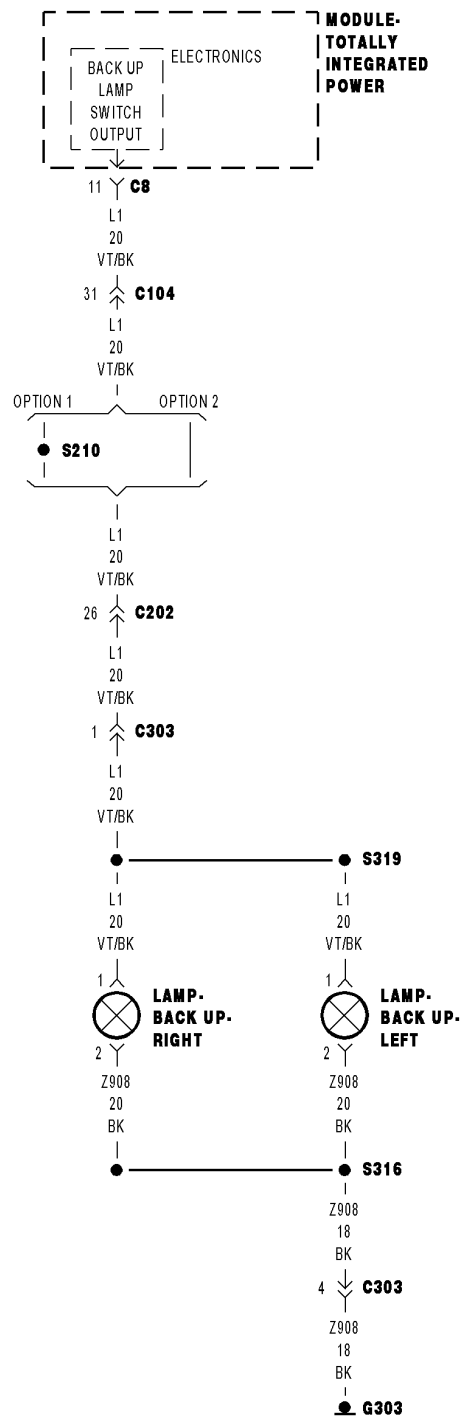 MODULE-
TOTALLY
INTEGRATED
POWER
ELECTRONICS
BACK UP
LAMP
SWITCH
OUTPUT
11 C8
L1
20
VT/BK
31 C104
L1
20
VT/BK
OPTION 1 OPTION 2
S210
L1
20
VT/BK
26 C202
L1
20
VT/BK
1 C303
L1
20
VT/BK
S319
L1 L1
20 20
VT/BK VT/BK
1 1
LAMP- LAMP-
BACK UP- BACK UP-
RIGHT LEFT
2 2
Z908 Z908
20 20
BK BK
S316
Z908
18
BK
4 C303
Z908
18
BK
G303